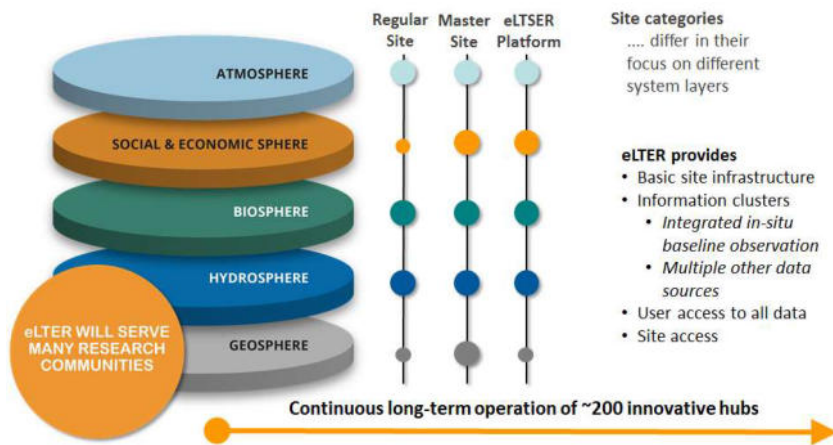 Regular
Site
Master
Site
eLTSER
Platform
Site categories
.... differ in their
focus on different
system layers
ATMOSPHERE
SOCIAL & ECONOMIC SPHERE
BIOSPHERE
HYDROSPHERE
GEOSPHERE
eLTER provides
• Basic site infrastructure
• Information clusters
• Integrated in-situ
baseline observation
• Multiple other data
sources
• User access to all data
• Site access
eLTER WILL SERVE
MANY RESEARCH
COMMUNITIES
Continuous long-term operation of ~200 innovative hubs